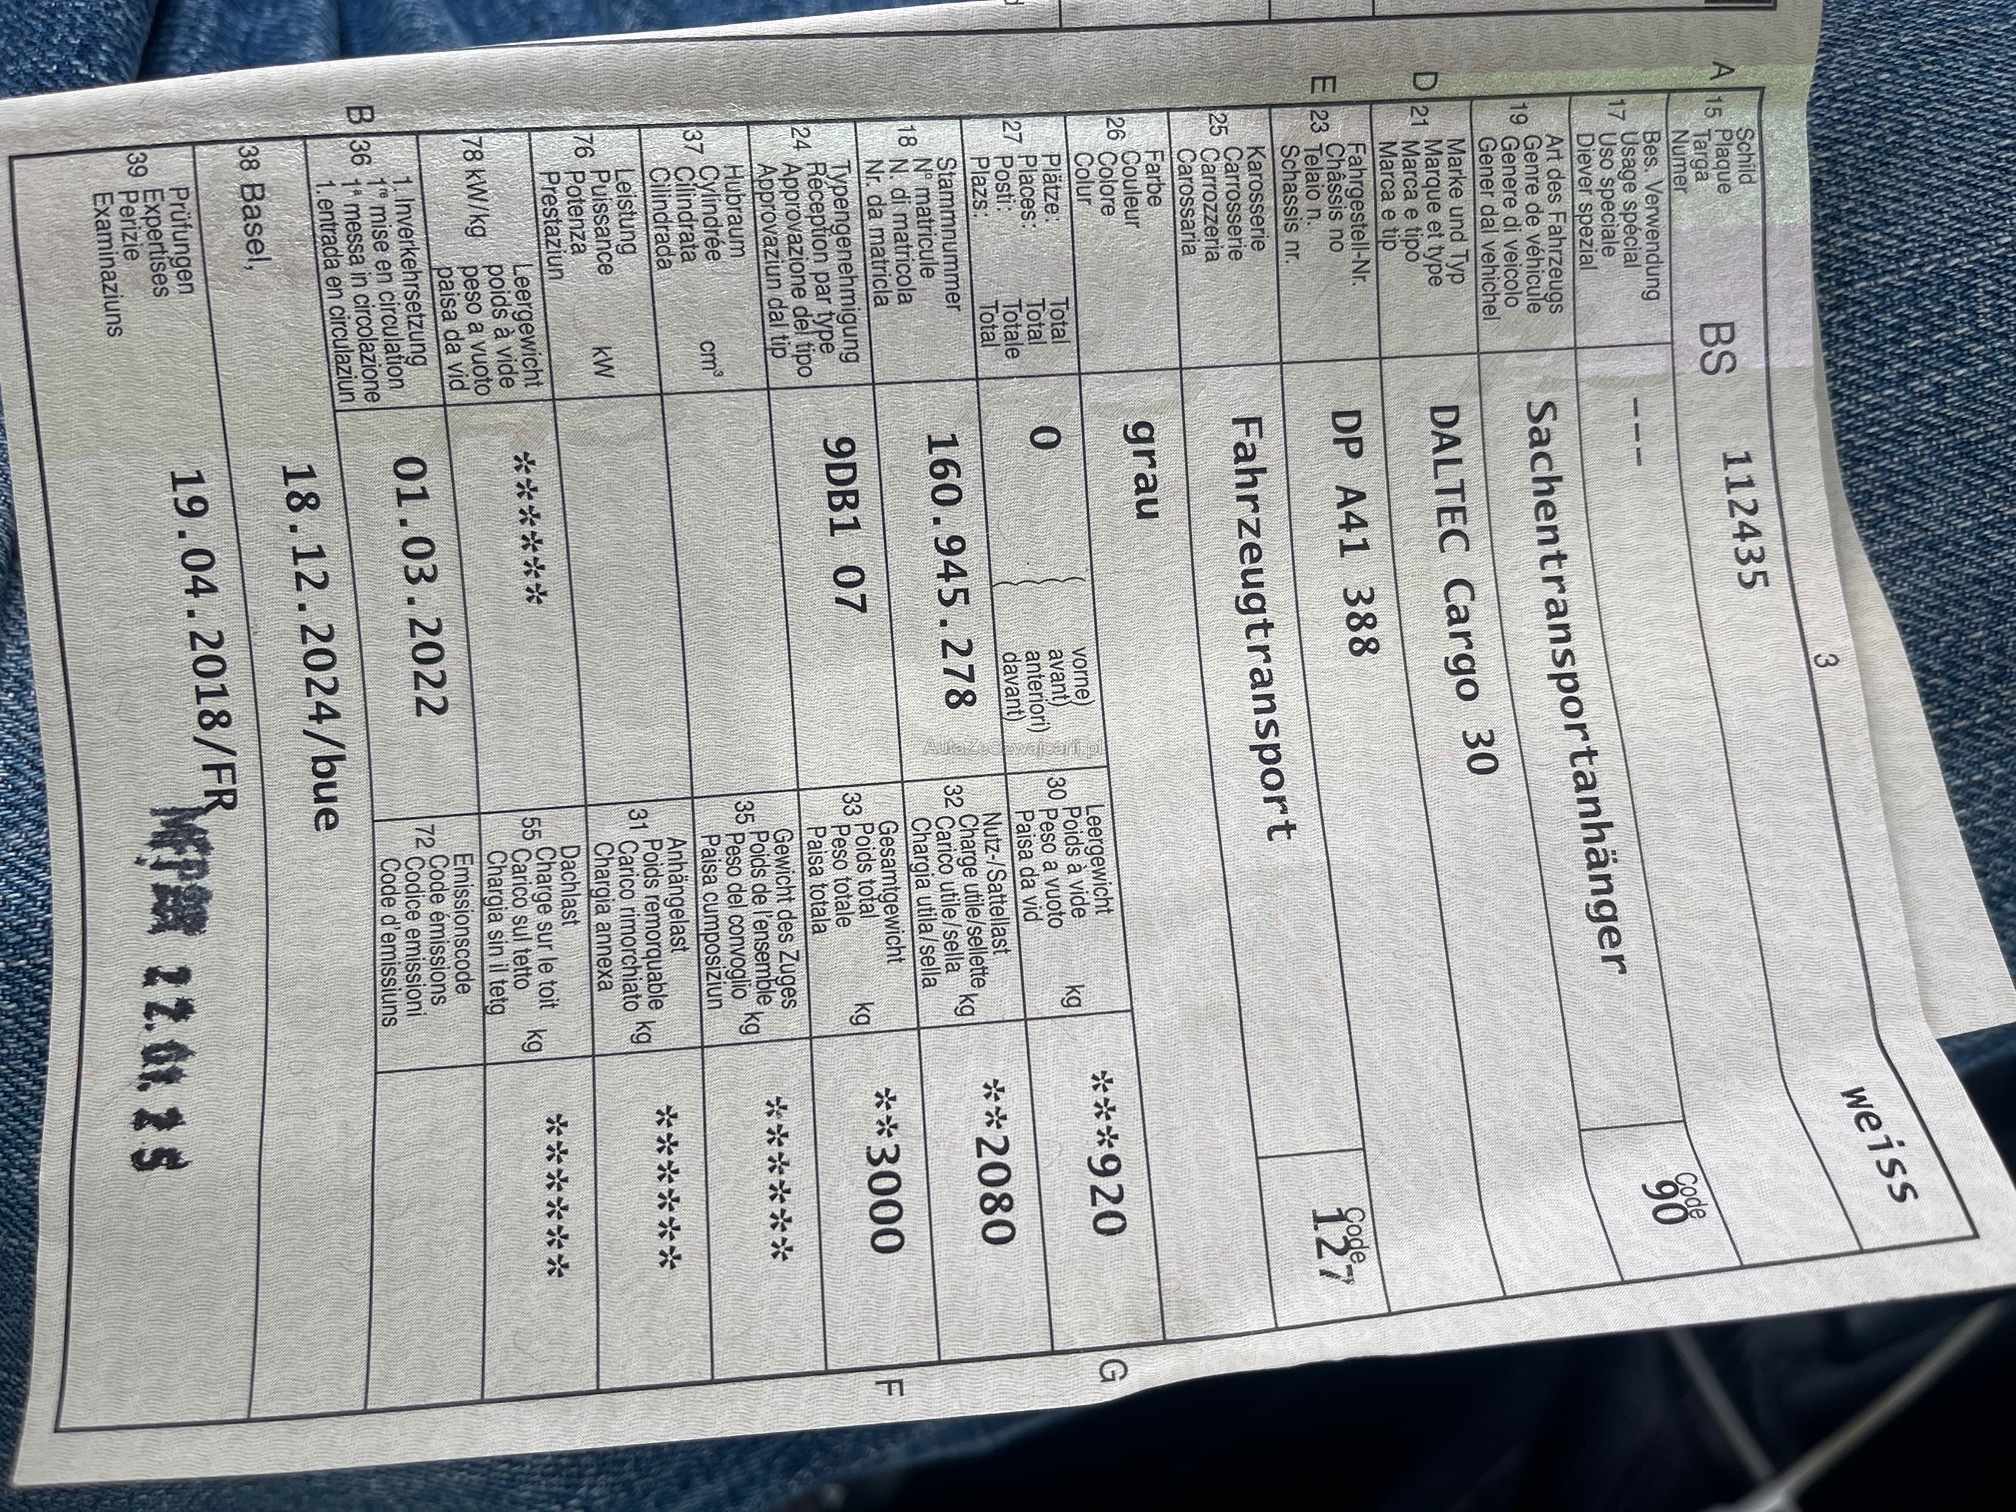 3
weiss
A
Schild
15 Plaque
Targa
Numer
BS 112435
Bes. Verwendung
17 Usage spécial
Uso speciale
Diever spezial
---
Code
90
Art des Fahrzeugs
19 Genre de véhicule
Genere di veicolo
Gener dal vehichel
Sachentransportanhänger
D
Marke und Typ
21 Marque et type
Marca e tipo
Marca e tip
DALTEC Cargo 30
E
Fahrgestell-Nr.
23 Châssis no
Telaio n.
Schassis nr.
DP A41 388
Code
127
Karosserie
25 Carrosserie
Carrozzeria
Carossaria
Fahrzeugtransport
Farbe
26 Couleur
Colore
Colur
grau
Plätze: Total
27 Places: Total
Posti: Totale
Plazs: Total
0
vorne)
avant)
anteriori)
davant)
Leergewicht
30 Poids à vide kg
Peso a vuoto
Paisa da vid
***920
G
Stammnummer
18 N° matricule
N. di matricola
Nr. da matricla
160.945.278
Nutz-/Sattellast
32 Charge utile/sellette kg
Carico utile/sella
Chargia utila/sella
**2080
Typengenehmigung
24 Réception par type
Approvazione del tipo
Approvaziun dal tip
9DB1 07
Gesamtgewicht
33 Poids total kg
Peso totale
Paisa totala
**3000
F
Hubraum
37 Cylindrée cm³
Cilindrata
Cilindrada
Gewicht des Zuges
35 Poids de l'ensemble kg
Peso del convoglio
Paisa cumposiziun
******
Leistung
76 Puissance kW
Potenza
Prestaziun
Anhängelast
31 Poids remorquable kg
Carico rimorchiato
Chargia annexa
******
Leergewicht
78 kW/kg poids à vide
peso a vuoto
paisa da vid
******
Dachlast
55 Charge sur le toit kg
Carico sul tetto
Chargia sin il tetg
******
B
1. Inverkehrsetzung
36 1re mise en circulation
1a messa in circolazione
1. entrada en circulaziun
01.03.2022
Emissionscode
72 Code émissions
Codice emissioni
Code d'emissiuns
38 Basel,
18.12.2024/bue
Prüfungen
39 Expertises
Perizie
Examinaziuns
19.04.2018/FR
AutaZeSzwajcarii.pl